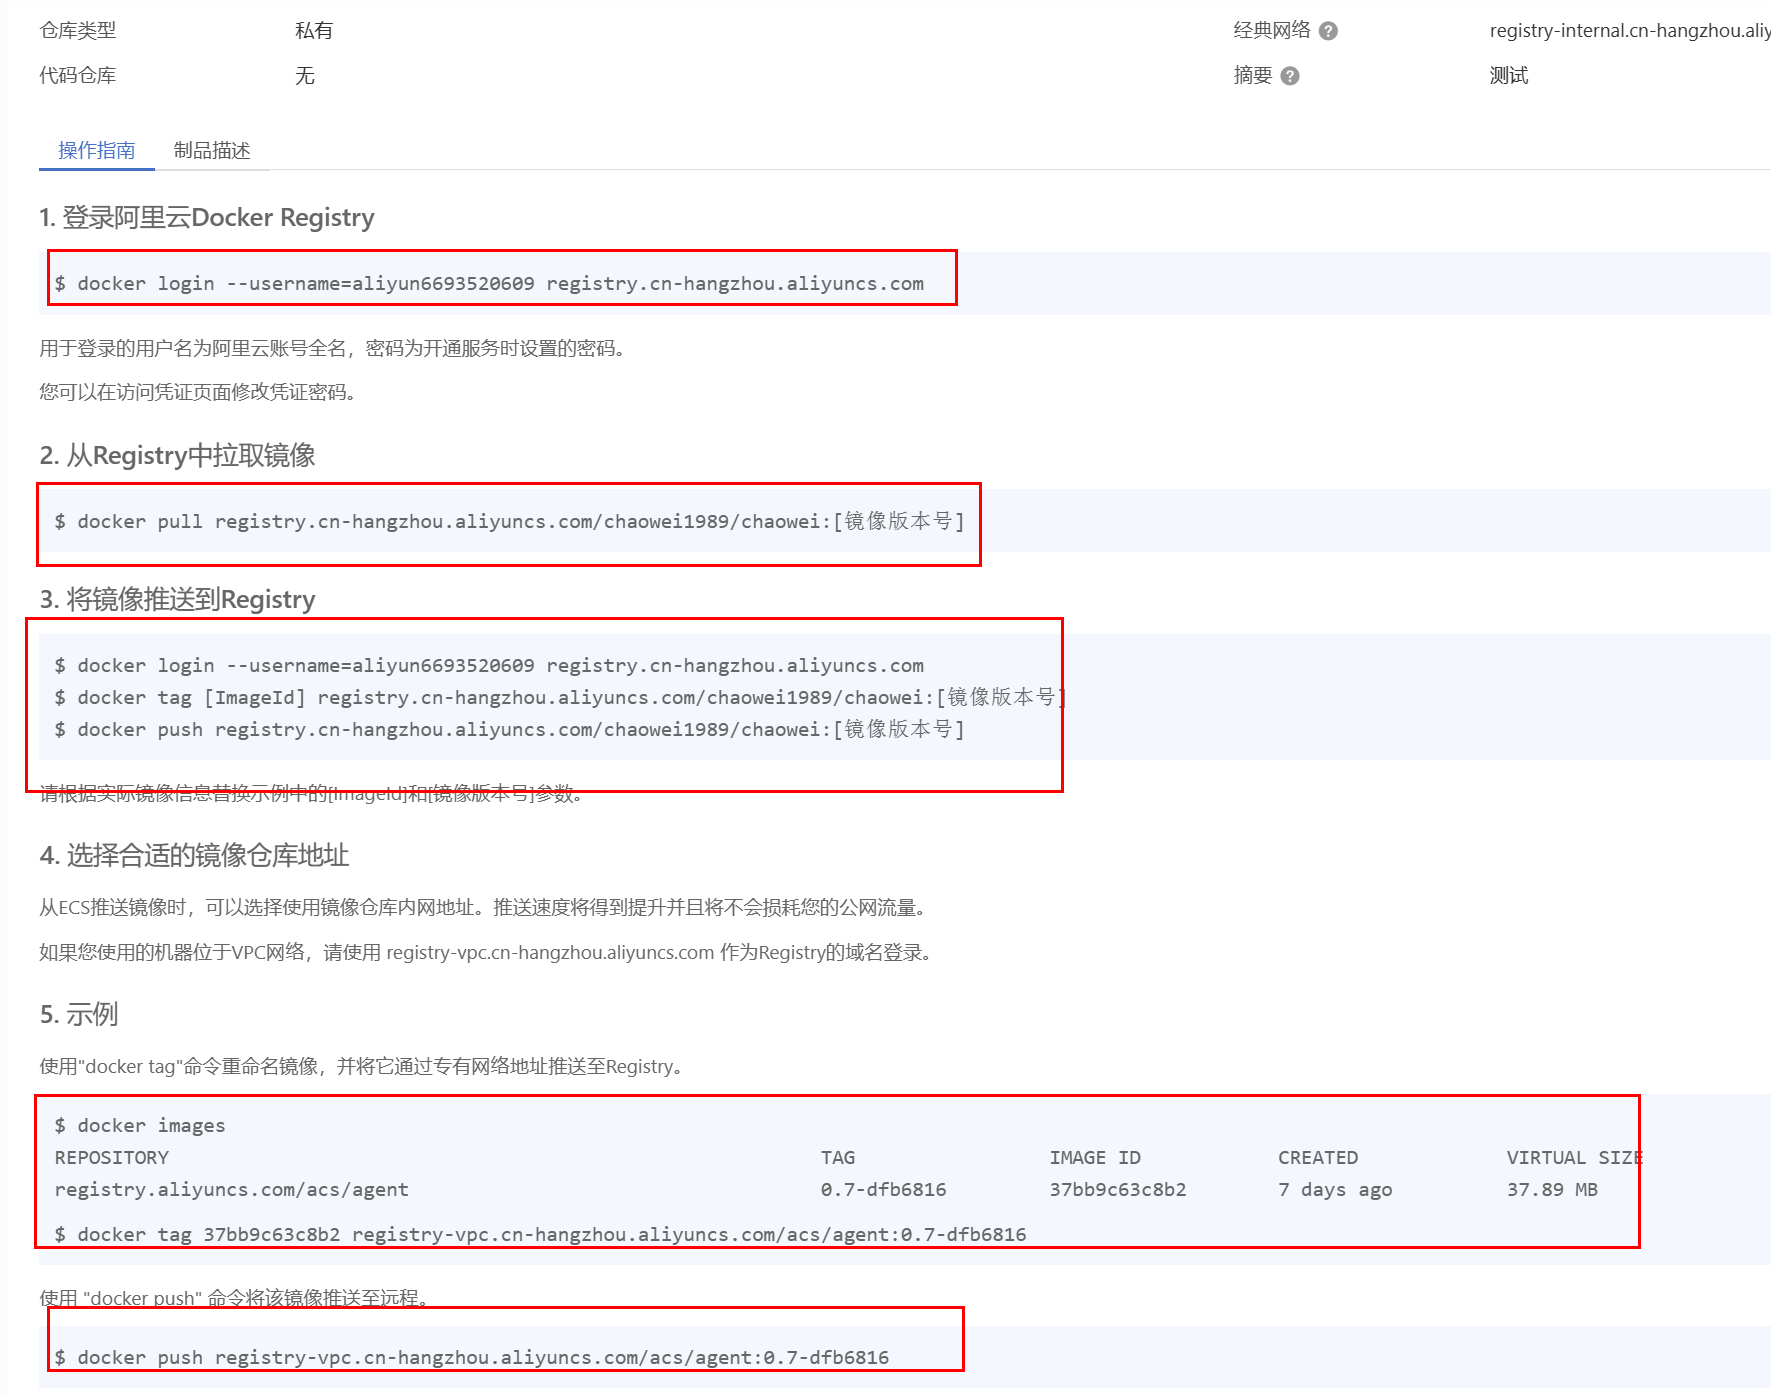 仓库类型 私有 经典网络 ? registry-internal.cn-hangzhou.aliy
代码仓库 无 摘要 ? 测试
操作指南 制品描述
1. 登录阿里云Docker Registry
$ docker login --username=aliyun6693520609 registry.cn-hangzhou.aliyuncs.com
用于登录的用户名为阿里云账号全名，密码为开通服务时设置的密码。
您可以在访问凭证页面修改凭证密码。
2. 从Registry中拉取镜像
$ docker pull registry.cn-hangzhou.aliyuncs.com/chaowei1989/chaowei:[镜像版本号]
3. 将镜像推送到Registry
$ docker login --username=aliyun6693520609 registry.cn-hangzhou.aliyuncs.com
$ docker tag [ImageId] registry.cn-hangzhou.aliyuncs.com/chaowei1989/chaowei:[镜像版本号]
$ docker push registry.cn-hangzhou.aliyuncs.com/chaowei1989/chaowei:[镜像版本号]
请根据实际镜像信息替换示例中的[ImageId]和[镜像版本号]参数。
4. 选择合适的镜像仓库地址
从ECS推送镜像时，可以选择使用镜像仓库内网地址。推送速度将得到提升并且将不会损耗您的公网流量。
如果您使用的机器位于VPC网络，请使用 registry-vpc.cn-hangzhou.aliyuncs.com 作为Registry的域名登录。
5. 示例
使用"docker tag"命令重命名镜像，并将它通过专有网络地址推送至Registry。
$ docker images
REPOSITORY TAG IMAGE ID CREATED VIRTUAL SIZE
registry.aliyuncs.com/acs/agent 0.7-dfb6816 37bb9c63c8b2 7 days ago 37.89 MB
$ docker tag 37bb9c63c8b2 registry-vpc.cn-hangzhou.aliyuncs.com/acs/agent:0.7-dfb6816
使用 "docker push" 命令将该镜像推送至远程。
$ docker push registry-vpc.cn-hangzhou.aliyuncs.com/acs/agent:0.7-dfb6816